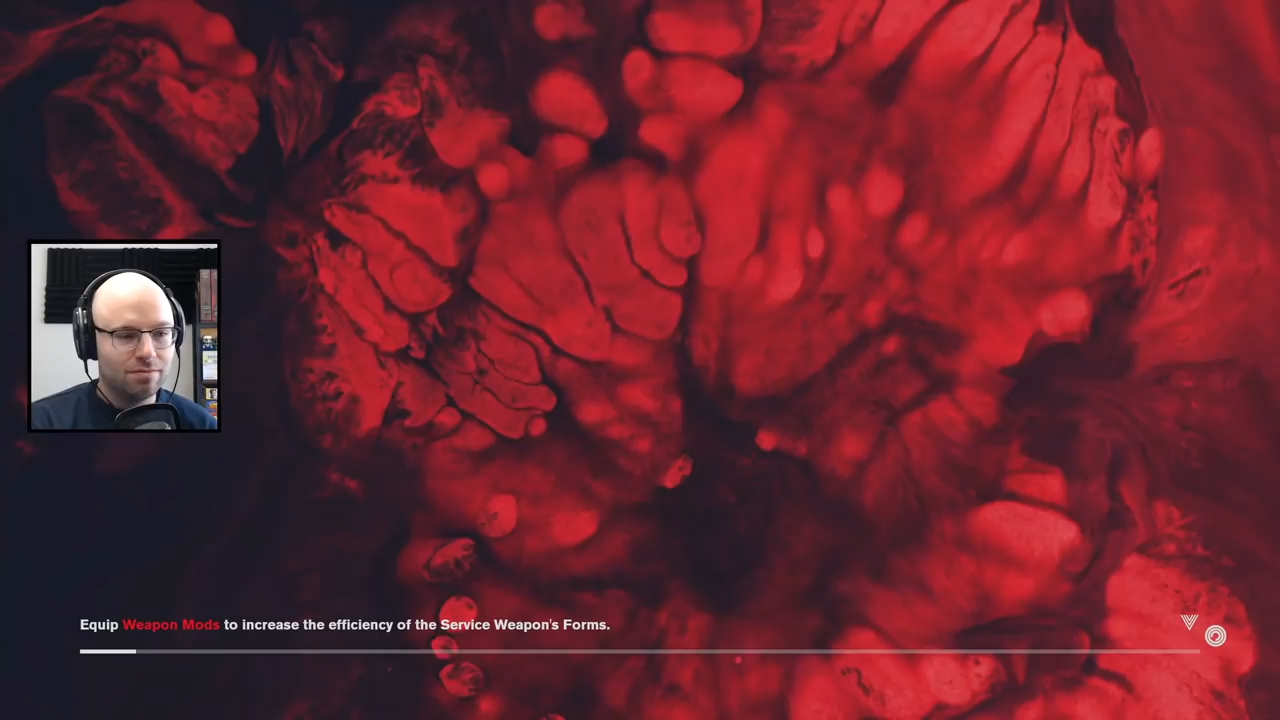 Equip Weapon Mods to increase the efficiency of the Service Weapon's Forms.